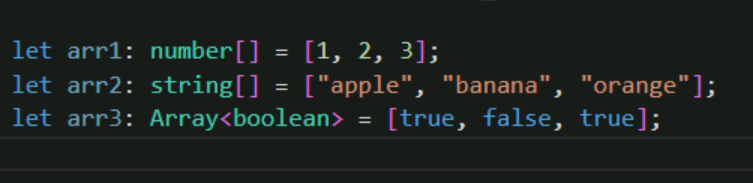 let arr1: number[] = [1, 2, 3];
let arr2: string[] = ["apple", "banana", "orange"];
let arr3: Array<boolean> = [true, false, true];